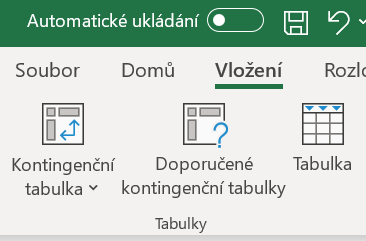 Automatické ukládání
Soubor Domů Vložení Rozlo
Kontingenční
tabulka
Doporučené
kontingenční tabulky
Tabulka
Tabulky